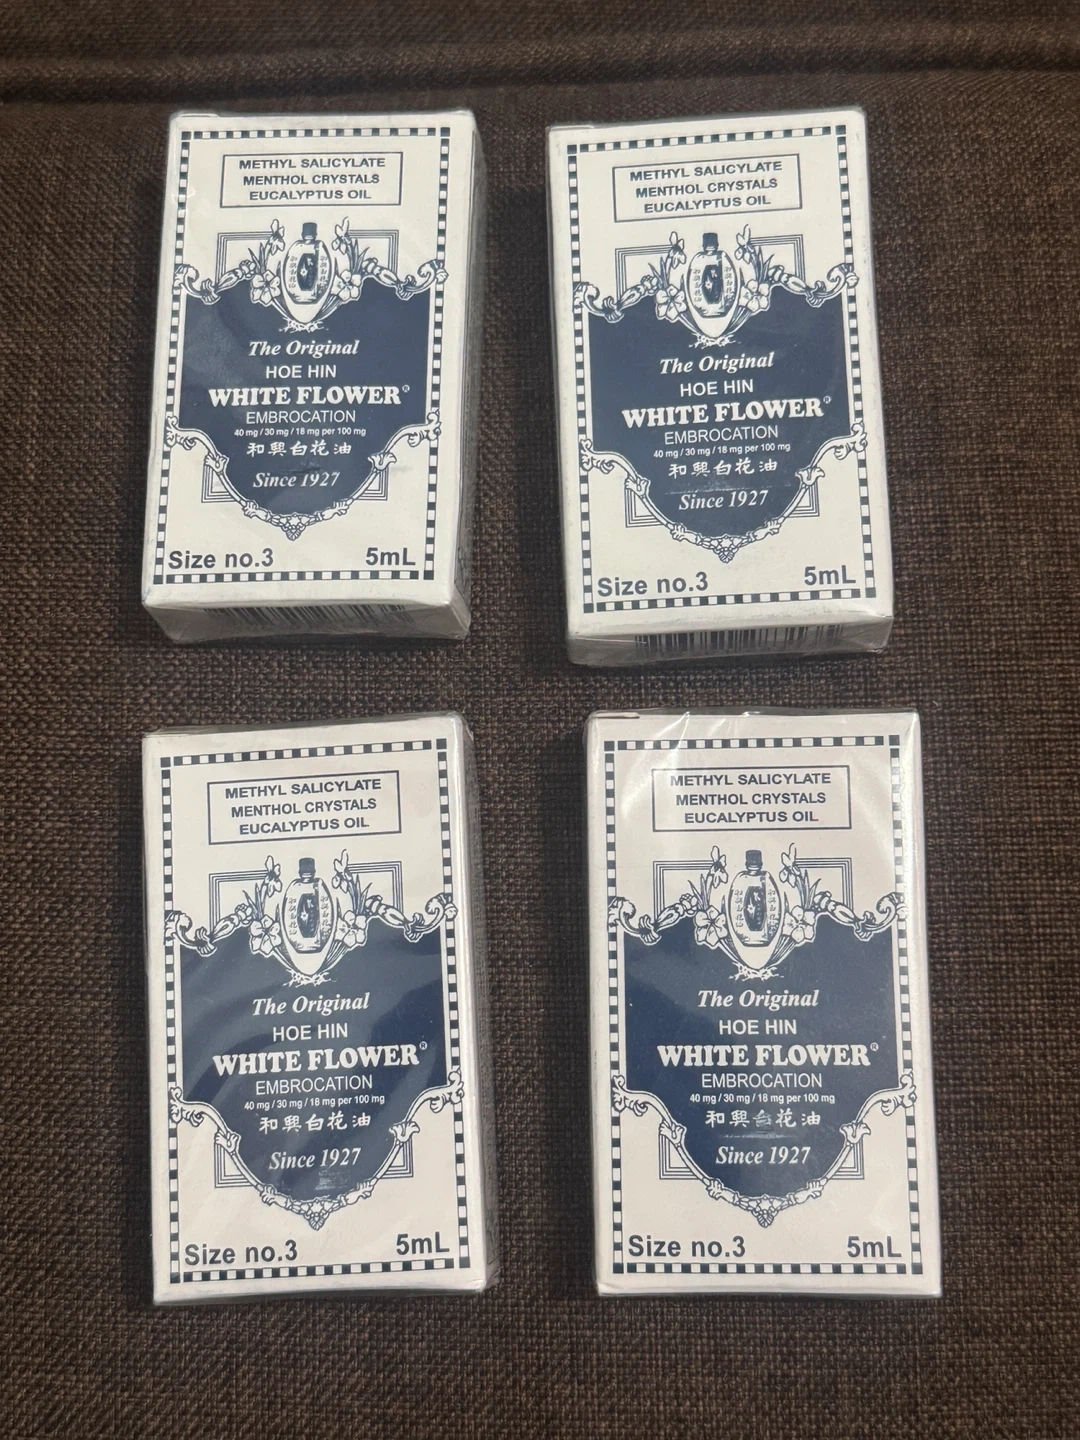 METHYL SALICYLATE
MENTHOL CRYSTALS
EUCALYPTUS OIL
The Original
HOE HIN
WHITE FLOWER®
EMBROCATION
40 mg / 30 mg / 18 mg per 100 mg
和興白花油
Since 1927
Size no.3 5mL
METHYL SALICYLATE
MENTHOL CRYSTALS
EUCALYPTUS OIL
The Original
HOE HIN
WHITE FLOWER®
EMBROCATION
40 mg / 30 mg / 18 mg per 100 mg
和興白花油
Since 1927
Size no.3 5mL
METHYL SALICYLATE
MENTHOL CRYSTALS
EUCALYPTUS OIL
The Original
HOE HIN
WHITE FLOWER®
EMBROCATION
40 mg / 30 mg / 18 mg per 100 mg
和興白花油
Since 1927
Size no.3 5mL
METHYL SALICYLATE
MENTHOL CRYSTALS
EUCALYPTUS OIL
The Original
HOE HIN
WHITE FLOWER®
EMBROCATION
40 mg / 30 mg / 18 mg per 100 mg
和興白花油
Since 1927
Size no.3 5mL